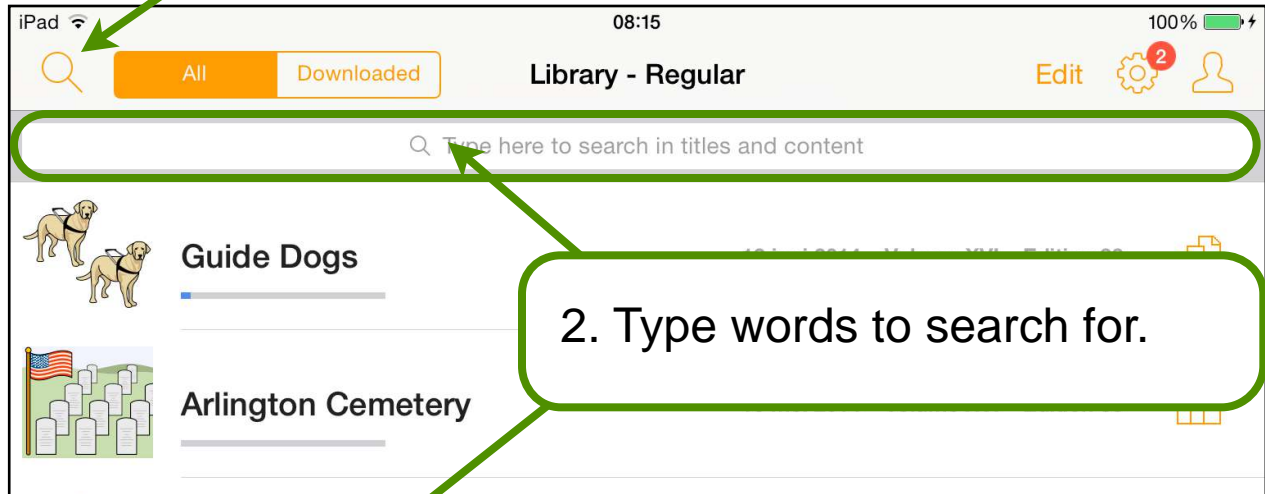 iPad 08:15 100%
All Downloaded Library - Regular Edit 2
Type here to search in titles and content
Guide Dogs
2. Type words to search for.
Arlington Cemetery